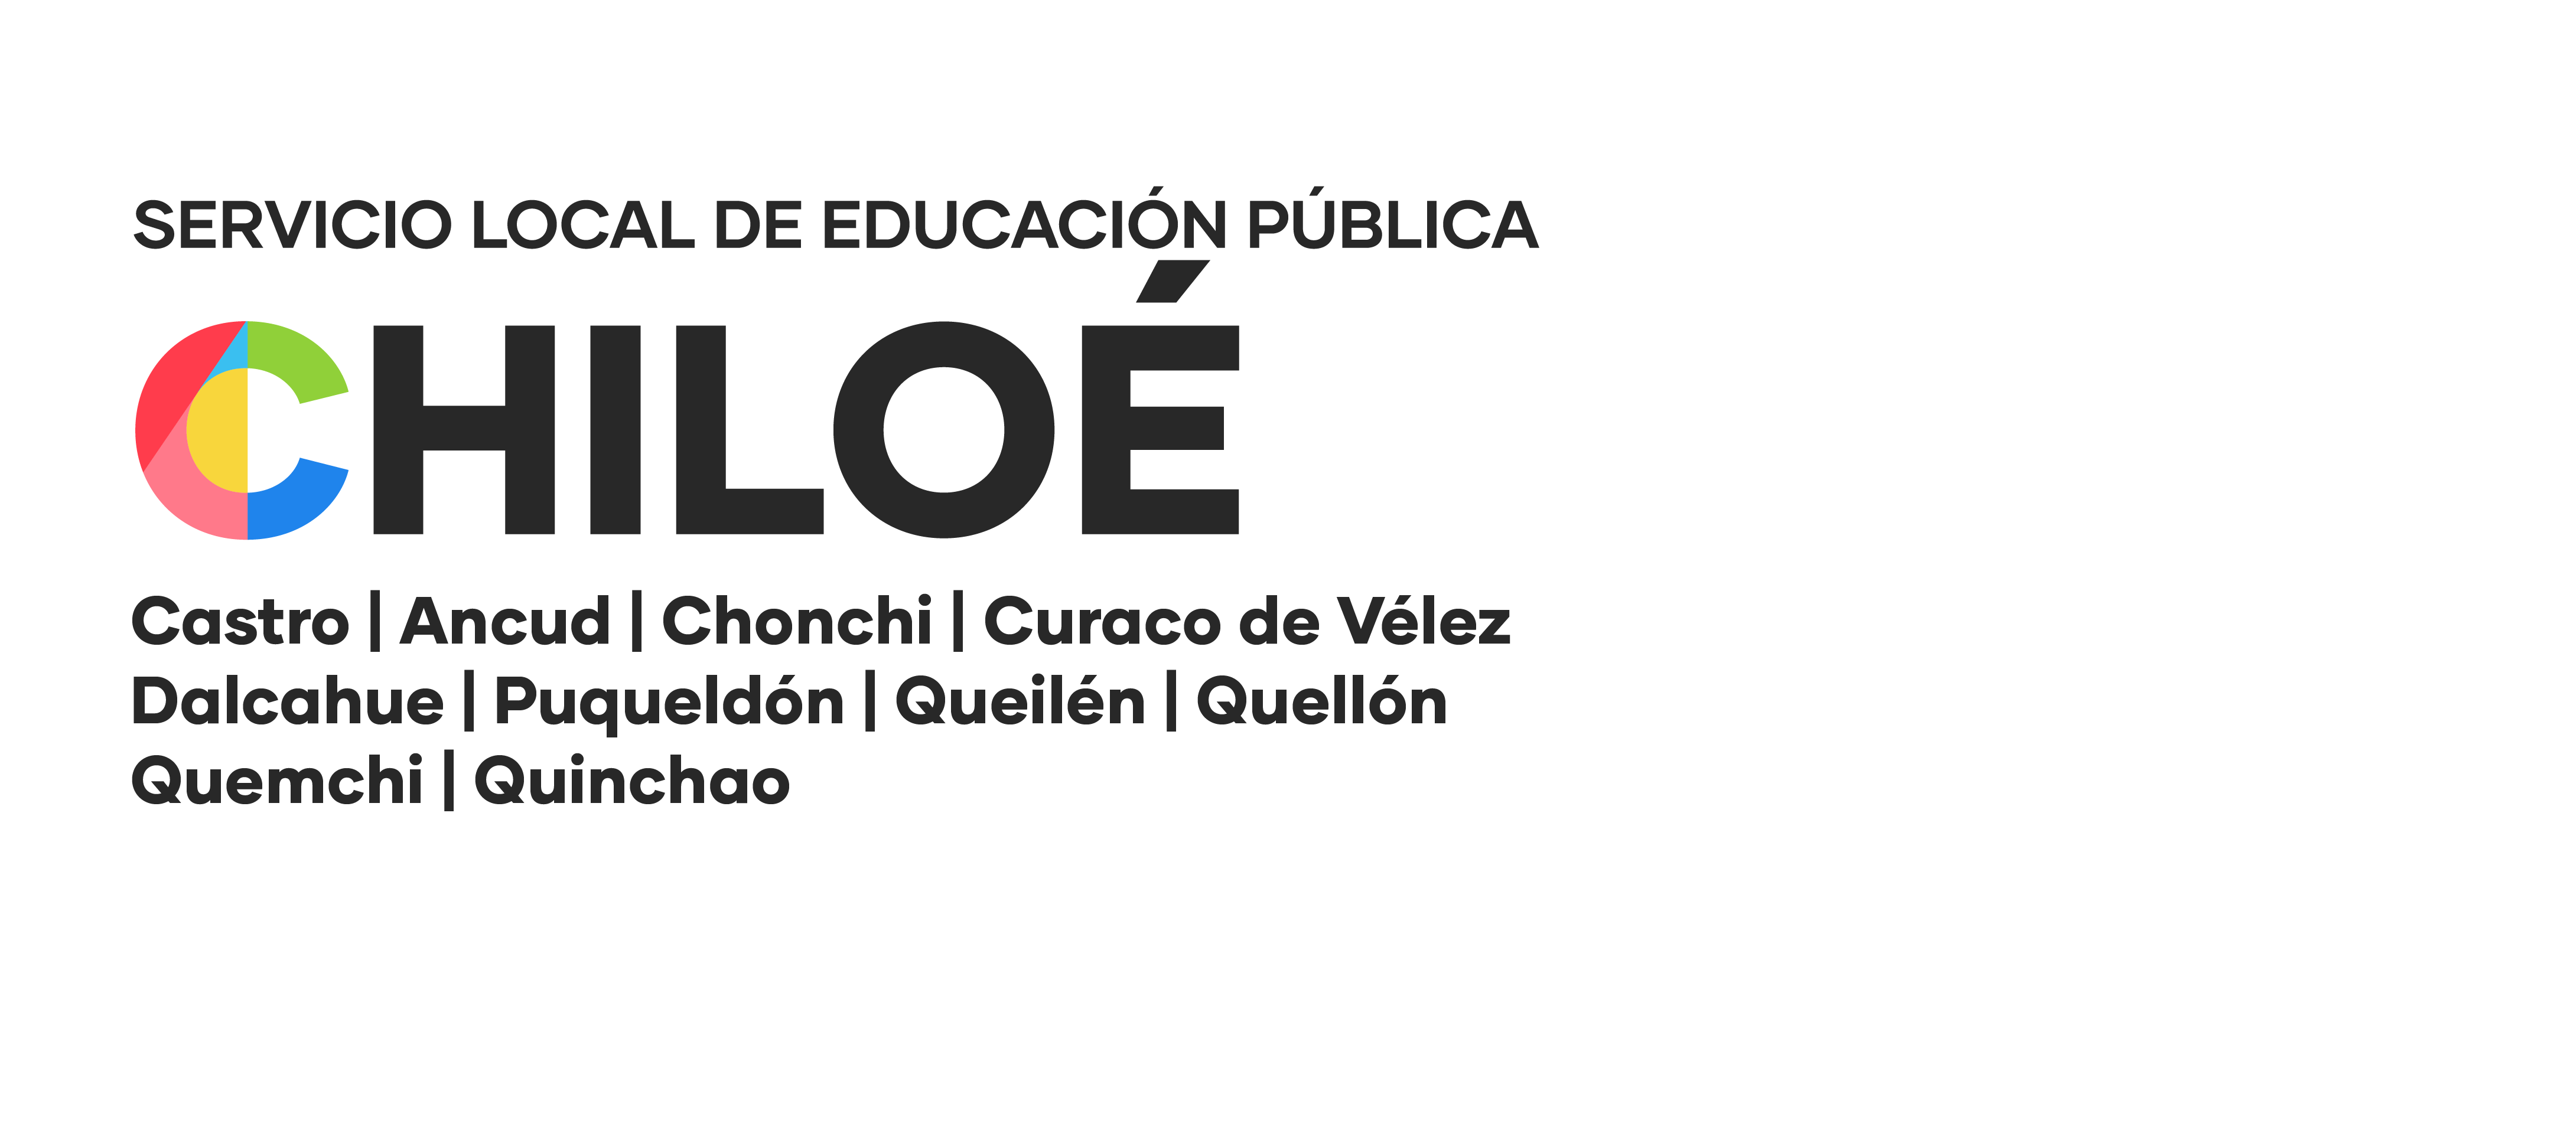 SERVICIO LOCAL DE EDUCACIÓN PÚBLICA
CHILOÉ
Castro | Ancud | Chonchi | Curaco de Vélez
Dalcahue | Puqueldón | Queilén | Quellón
Quemchi | Quinchao